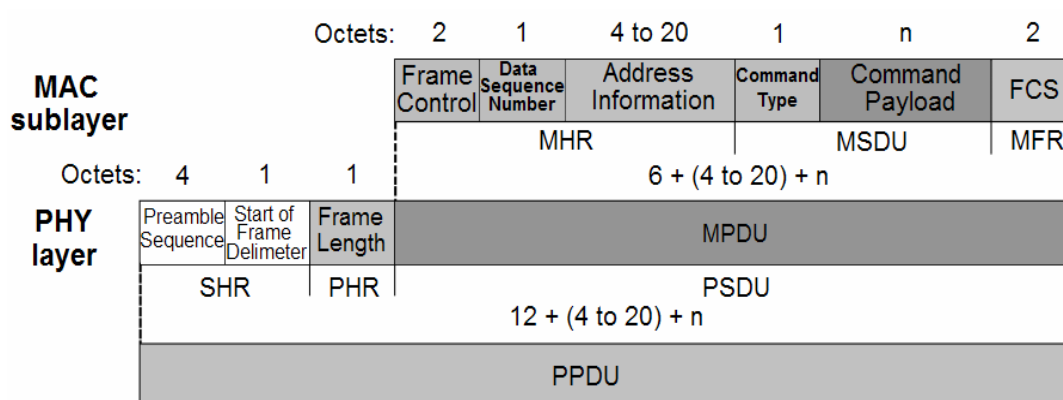 Octets: 2 1 4 to 20 1 n 2
MAC sublayer
Frame Control
Data Sequence Number
Address Information
Command Type
Command Payload
FCS
MHR MSDU MFR
Octets: 4 1 1 6 + (4 to 20) + n
PHY layer
Preamble Sequence
Start of Frame Delimeter
Frame Length
MPDU
SHR PHR PSDU
12 + (4 to 20) + n
PPDU